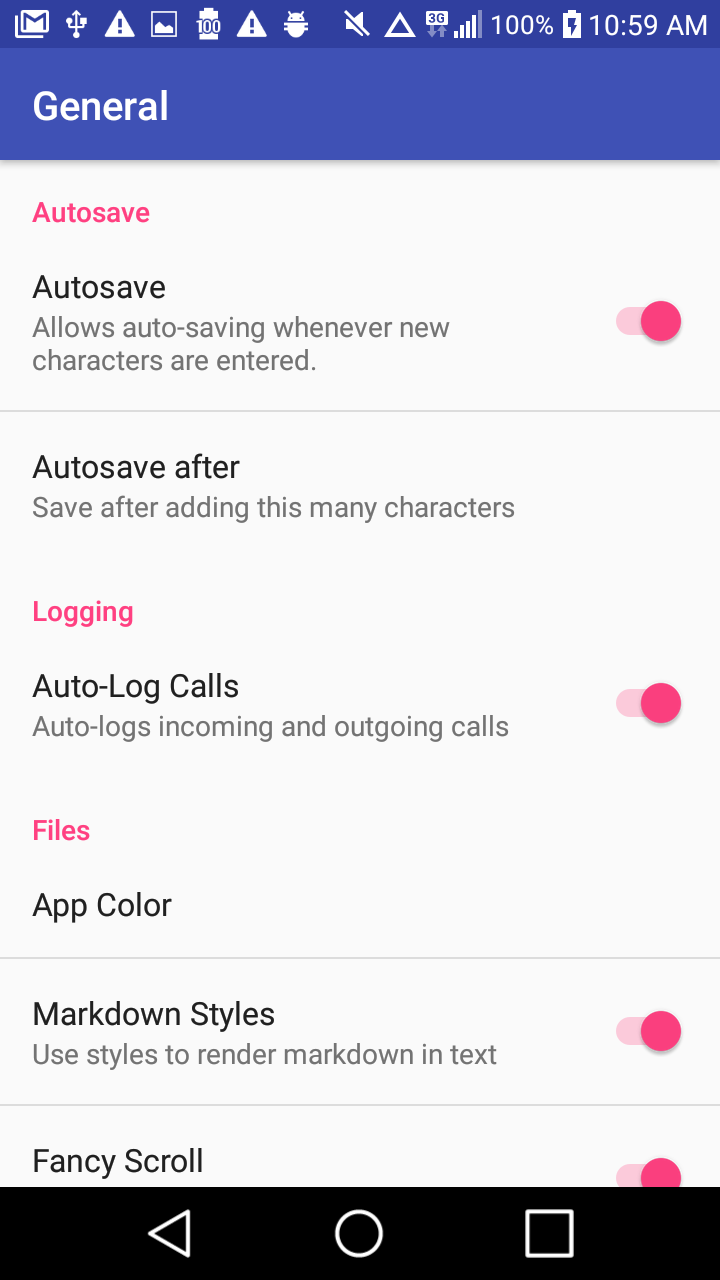 100 3G 100% 10:59 AM
General
Autosave
Autosave
Allows auto-saving whenever new
characters are entered.
Autosave after
Save after adding this many characters
Logging
Auto-Log Calls
Auto-logs incoming and outgoing calls
Files
App Color
Markdown Styles
Use styles to render markdown in text
Fancy Scroll